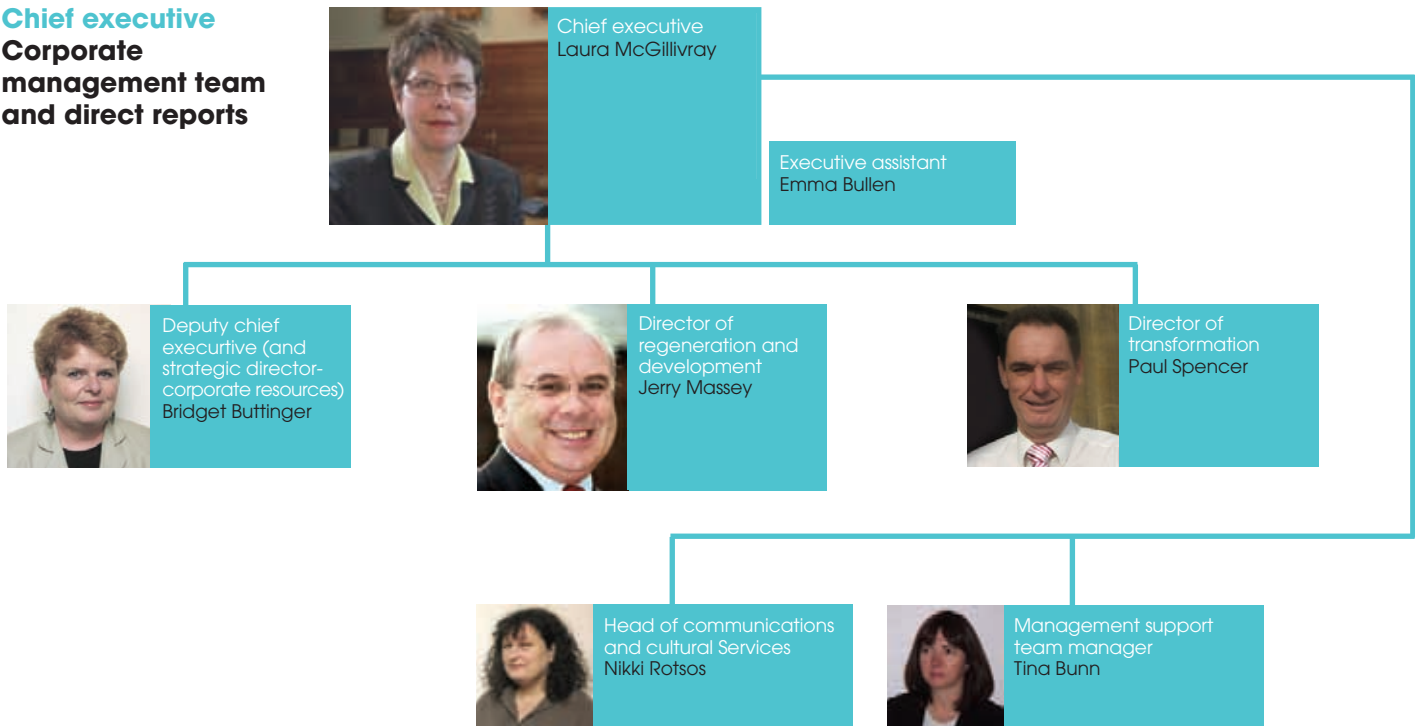 Chief executive
Corporate
management team
and direct reports
Chief executive
Laura McGillivray
Executive assistant
Emma Bullen
Deputy chief
execurtive (and
strategic director-
corporate resources)
Bridget Buttinger
Director of
regeneration and
development
Jerry Massey
Director of
transformation
Paul Spencer
Head of communications
and cultural Services
Nikki Rotsos
Management support
team manager
Tina Bunn